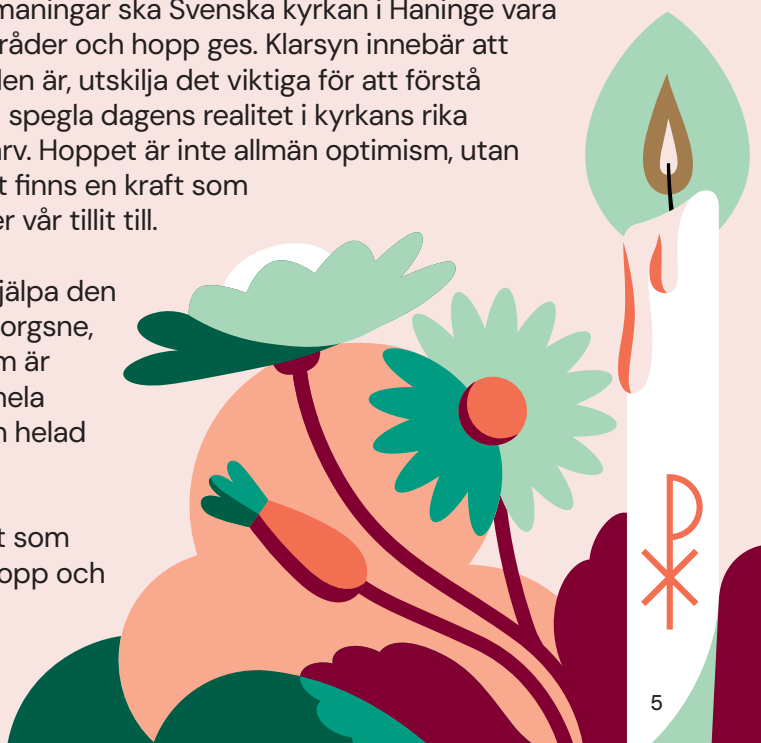 maningar ska Svenska kyrkan i Haninge vara
råder och hopp ges. Klarsyn innebär att
en är, utskilja det viktiga för att förstå
spegla dagens realitet i kyrkans rika
arv. Hoppet är inte allmän optimism, utan
t finns en kraft som
er vår tillit till.
jälpa den
orgsne,
m är
hela
n helad
t som
opp och
5